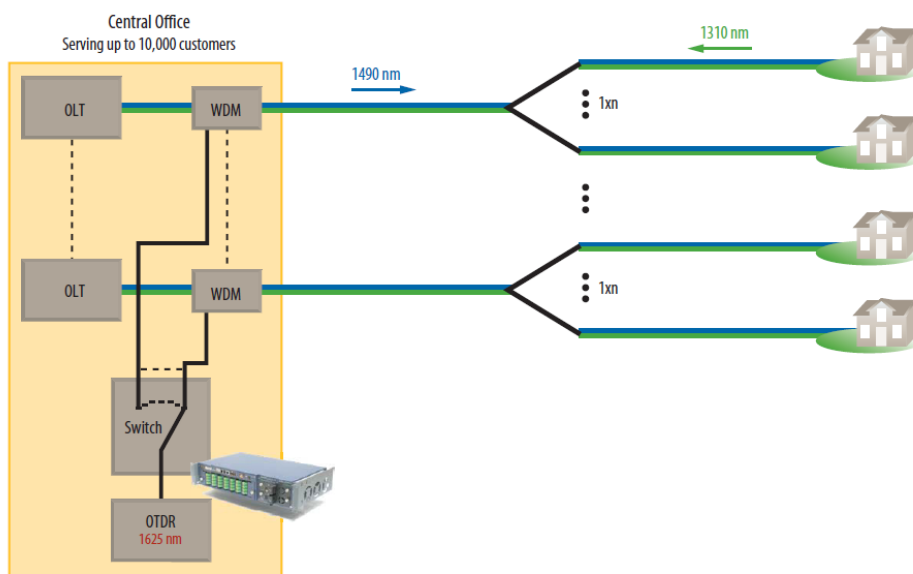 Central Office
Serving up to 10,000 customers
1310 nm
1490 nm
OLT
WDM
1xn
OLT
WDM
1xn
Switch
OTDR
1625 nm